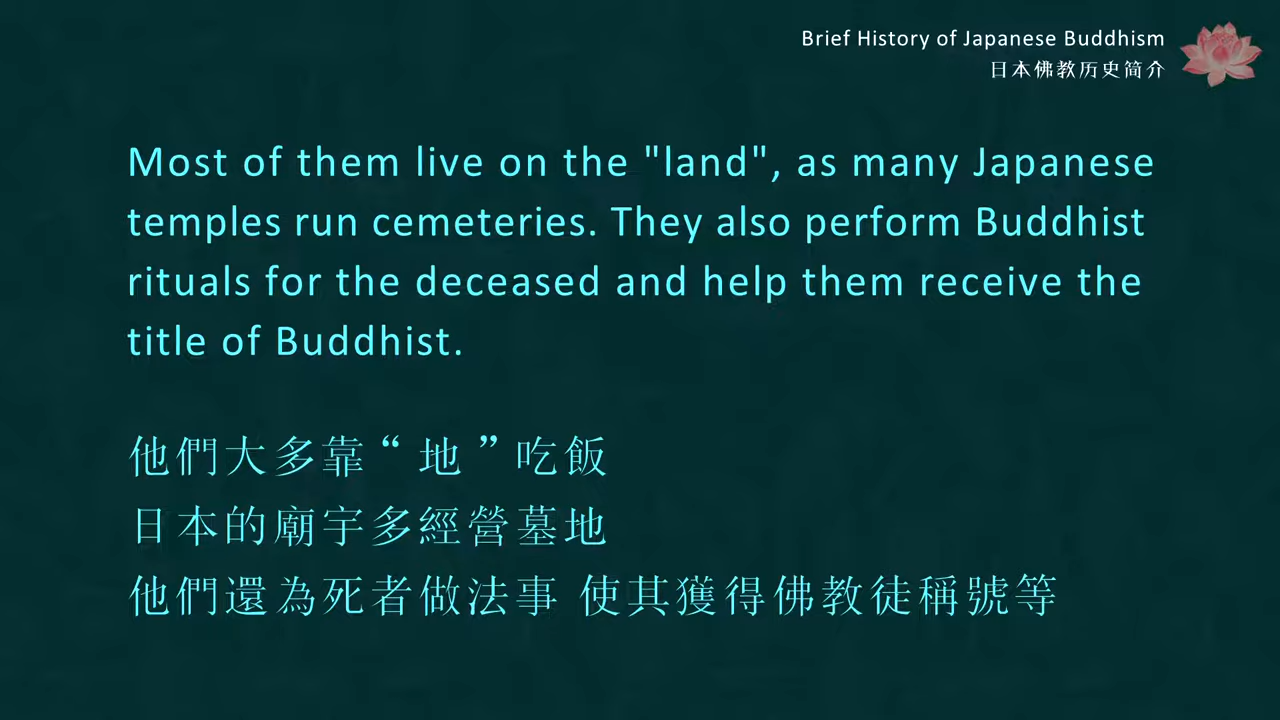 Brief History of Japanese Buddhism
日本佛教历史简介
Most of them live on the "land", as many Japanese
temples run cemeteries. They also perform Buddhist
rituals for the deceased and help them receive the
title of Buddhist.
他們大多靠“地”吃飯
日本的廟宇多經營墓地
他們還為死者做法事 使其獲得佛教徒稱號等